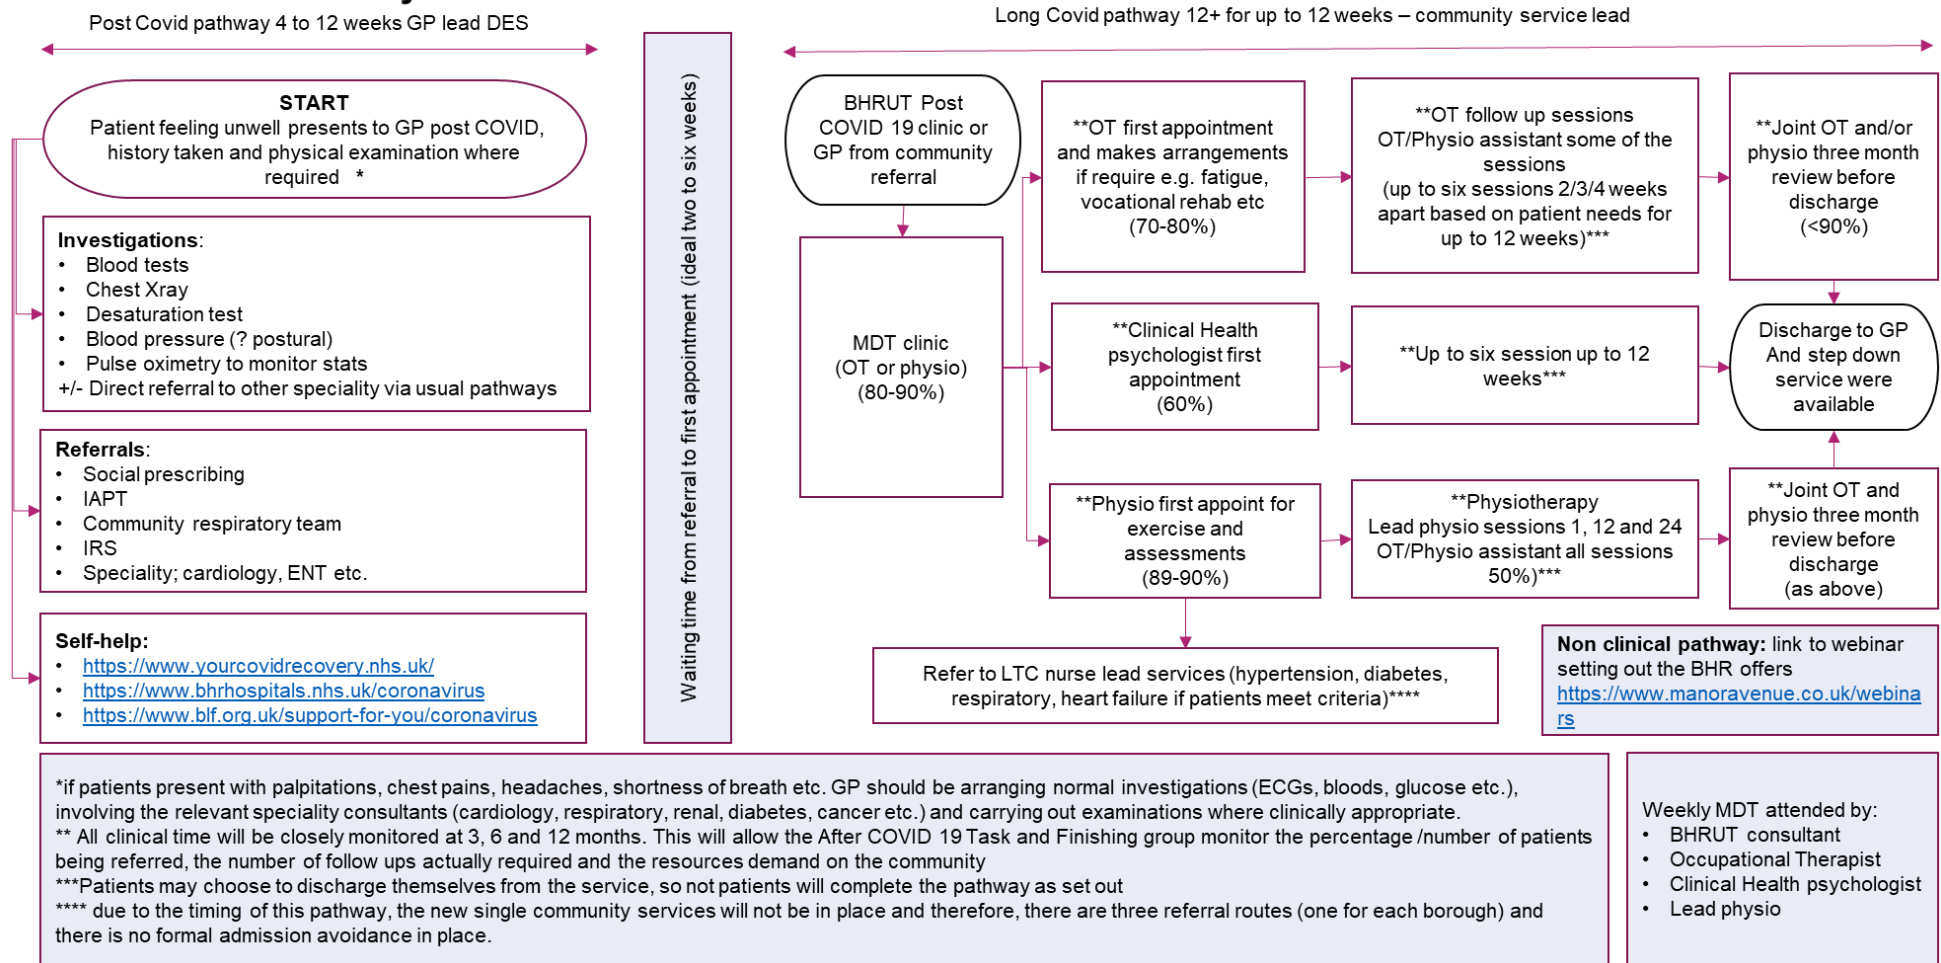 Post Covid pathway 4 to 12 weeks GP lead DES
START
Patient feeling unwell presents to GP post COVID,
history taken and physical examination where
required *
Investigations:
• Blood tests
• Chest Xray
• Desaturation test
• Blood pressure (? postural)
• Pulse oximetry to monitor stats
+/- Direct referral to other speciality via usual pathways
Referrals:
• Social prescribing
• IAPT
• Community respiratory team
• IRS
• Speciality; cardiology, ENT etc.
Self-help:
• https://www.yourcovidrecovery.nhs.uk/
• https://www.bhrhospitals.nhs.uk/coronavirus
• https://www.blf.org.uk/support-for-you/coronavirus
Waiting time from referral to first appointment (ideal two to six weeks)
Long Covid pathway 12+ for up to 12 weeks – community service lead
BHRUT Post
COVID 19 clinic or
GP from community
referral
MDT clinic
(OT or physio)
(80-90%)
**OT first appointment
and makes arrangements
if require e.g. fatigue,
vocational rehab etc
(70-80%)
**OT follow up sessions
OT/Physio assistant some of the
sessions
(up to six sessions 2/3/4 weeks
apart based on patient needs for
up to 12 weeks)***
**Joint OT and/or
physio three month
review before
discharge
(<90%)
**Clinical Health
psychologist first
appointment
(60%)
**Up to six session up to 12
weeks***
Discharge to GP
And step down
service were
available
**Physio first appoint for
exercise and
assessments
(89-90%)
**Physiotherapy
Lead physio sessions 1, 12 and 24
OT/Physio assistant all sessions
50%)***
**Joint OT and
physio three month
review before
discharge
(as above)
Refer to LTC nurse lead services (hypertension, diabetes,
respiratory, heart failure if patients meet criteria)****
Non clinical pathway: link to webinar
setting out the BHR offers
https://www.manoravenue.co.uk/webina
rs
*if patients present with palpitations, chest pains, headaches, shortness of breath etc. GP should be arranging normal investigations (ECGs, bloods, glucose etc.),
involving the relevant speciality consultants (cardiology, respiratory, renal, diabetes, cancer etc.) and carrying out examinations where clinically appropriate.
** All clinical time will be closely monitored at 3, 6 and 12 months. This will allow the After COVID 19 Task and Finishing group monitor the percentage /number of patients
being referred, the number of follow ups actually required and the resources demand on the community
***Patients may choose to discharge themselves from the service, so not patients will complete the pathway as set out
**** due to the timing of this pathway, the new single community services will not be in place and therefore, there are three referral routes (one for each borough) and
there is no formal admission avoidance in place.
Weekly MDT attended by:
• BHRUT consultant
• Occupational Therapist
• Clinical Health psychologist
• Lead physio